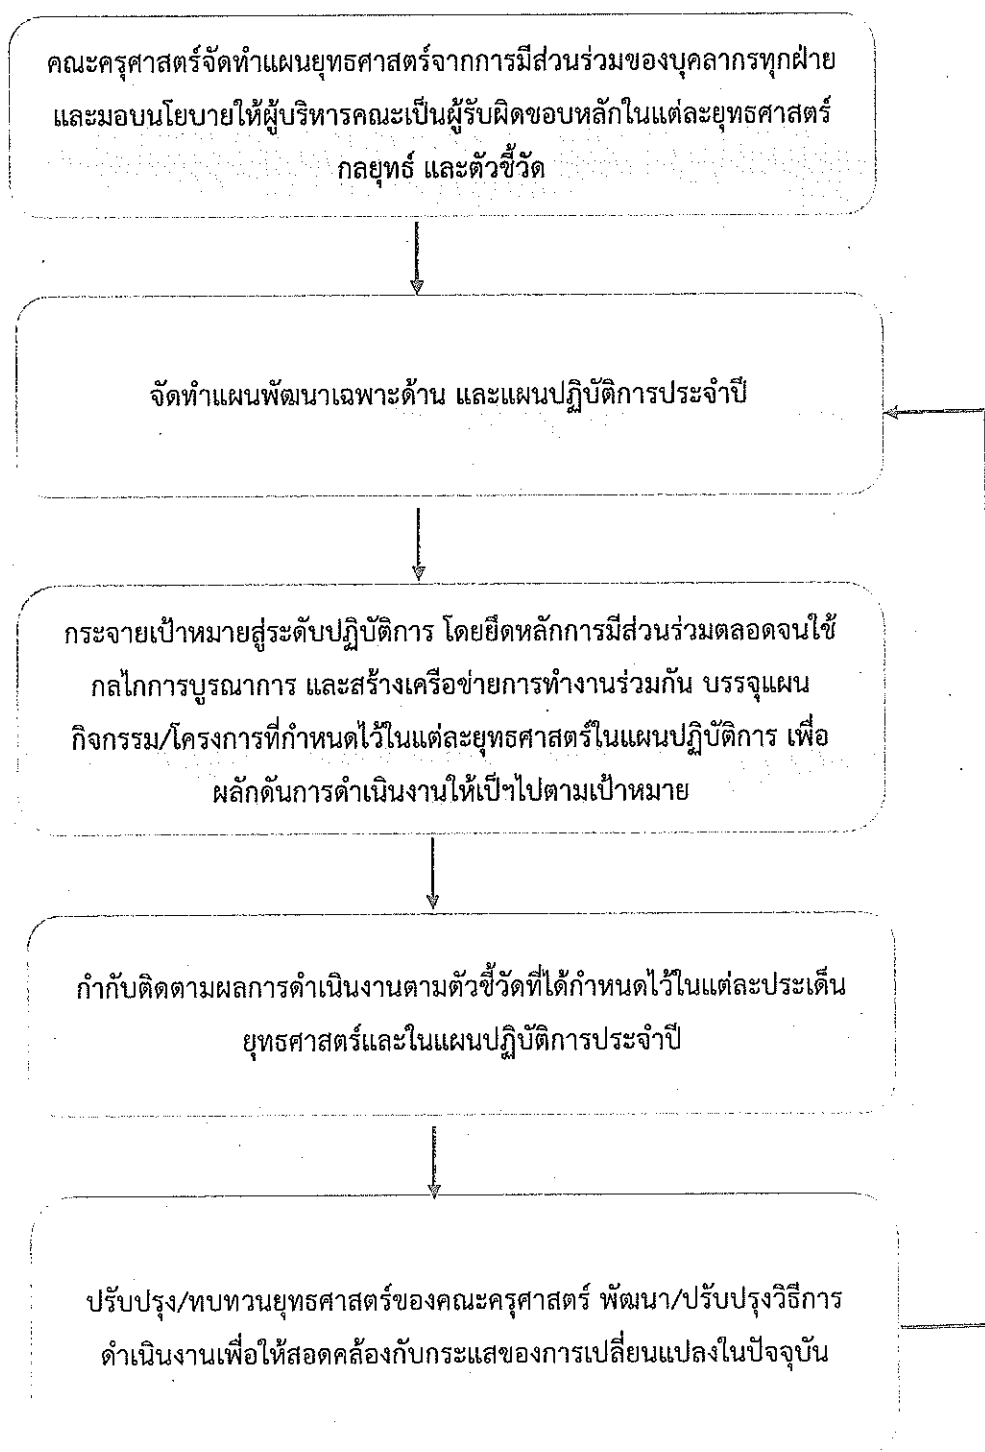 คณะครุศาสตร์จัดทำแผนยุทธศาสตร์จากการมีส่วนร่วมของบุคลากรทุกฝ่าย
และมอบนโยบายให้ผู้บริหารคณะเป็นผู้รับผิดชอบหลักในแต่ละยุทธศาสตร์
กลยุทธ์ และตัวชี้วัด
จัดทำแผนพัฒนาเฉพาะด้าน และแผนปฏิบัติการประจำปี
กระจายเป้าหมายสู่ระดับปฏิบัติการ โดยยึดหลักการมีส่วนร่วมตลอดจนใช้
กลไกการบูรณาการ และสร้างเครือข่ายการทำงานร่วมกัน บรรจุแผน
กิจกรรม/โครงการที่กำหนดไว้ในแต่ละยุทธศาสตร์ในแผนปฏิบัติการ เพื่อ
ผลักดันการดำเนินงานให้เป็ฯไปตามเป้าหมาย
กำกับติดตามผลการดำเนินงานตามตัวชี้วัดที่ได้กำหนดไว้ในแต่ละประเด็น
ยุทธศาสตร์และในแผนปฏิบัติการประจำปี
ปรับปรุง/ทบทวนยุทธศาสตร์ของคณะครุศาสตร์ พัฒนา/ปรับปรุงวิธีการ
ดำเนินงานเพื่อให้สอดคล้องกับกระแสของการเปลี่ยนแปลงในปัจจุบัน